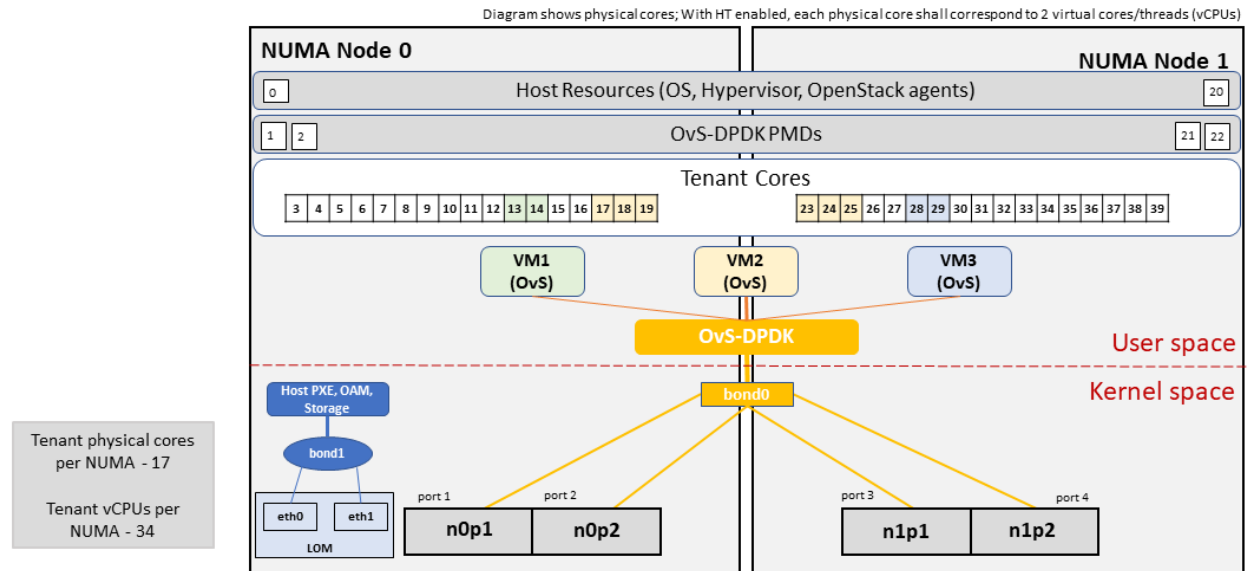 Diagram shows physical cores; With HT enabled, each physical core shall correspond to 2 virtual cores/threads (vCPUs)
NUMA Node 0
NUMA Node 1
0
Host Resources (OS, Hypervisor, OpenStack agents)
20
1 2
OvS-DPDK PMDs
21 22
Tenant Cores
3 4 5 6 7 8 9 10 11 12 13 14 15 16 17 18 19
23 24 25 26 27 28 29 30 31 32 33 34 35 36 37 38 39
VM1
(OvS)
VM2
(OvS)
VM3
(OvS)
OvS-DPDK
User space
Kernel space
Host PXE, OAM,
Storage
bond0
bond1
Tenant physical cores
per NUMA - 17
Tenant vCPUs per
NUMA - 34
eth0
eth1
LOM
port 1
port 2
port 3
port 4
n0p1
n0p2
n1p1
n1p2